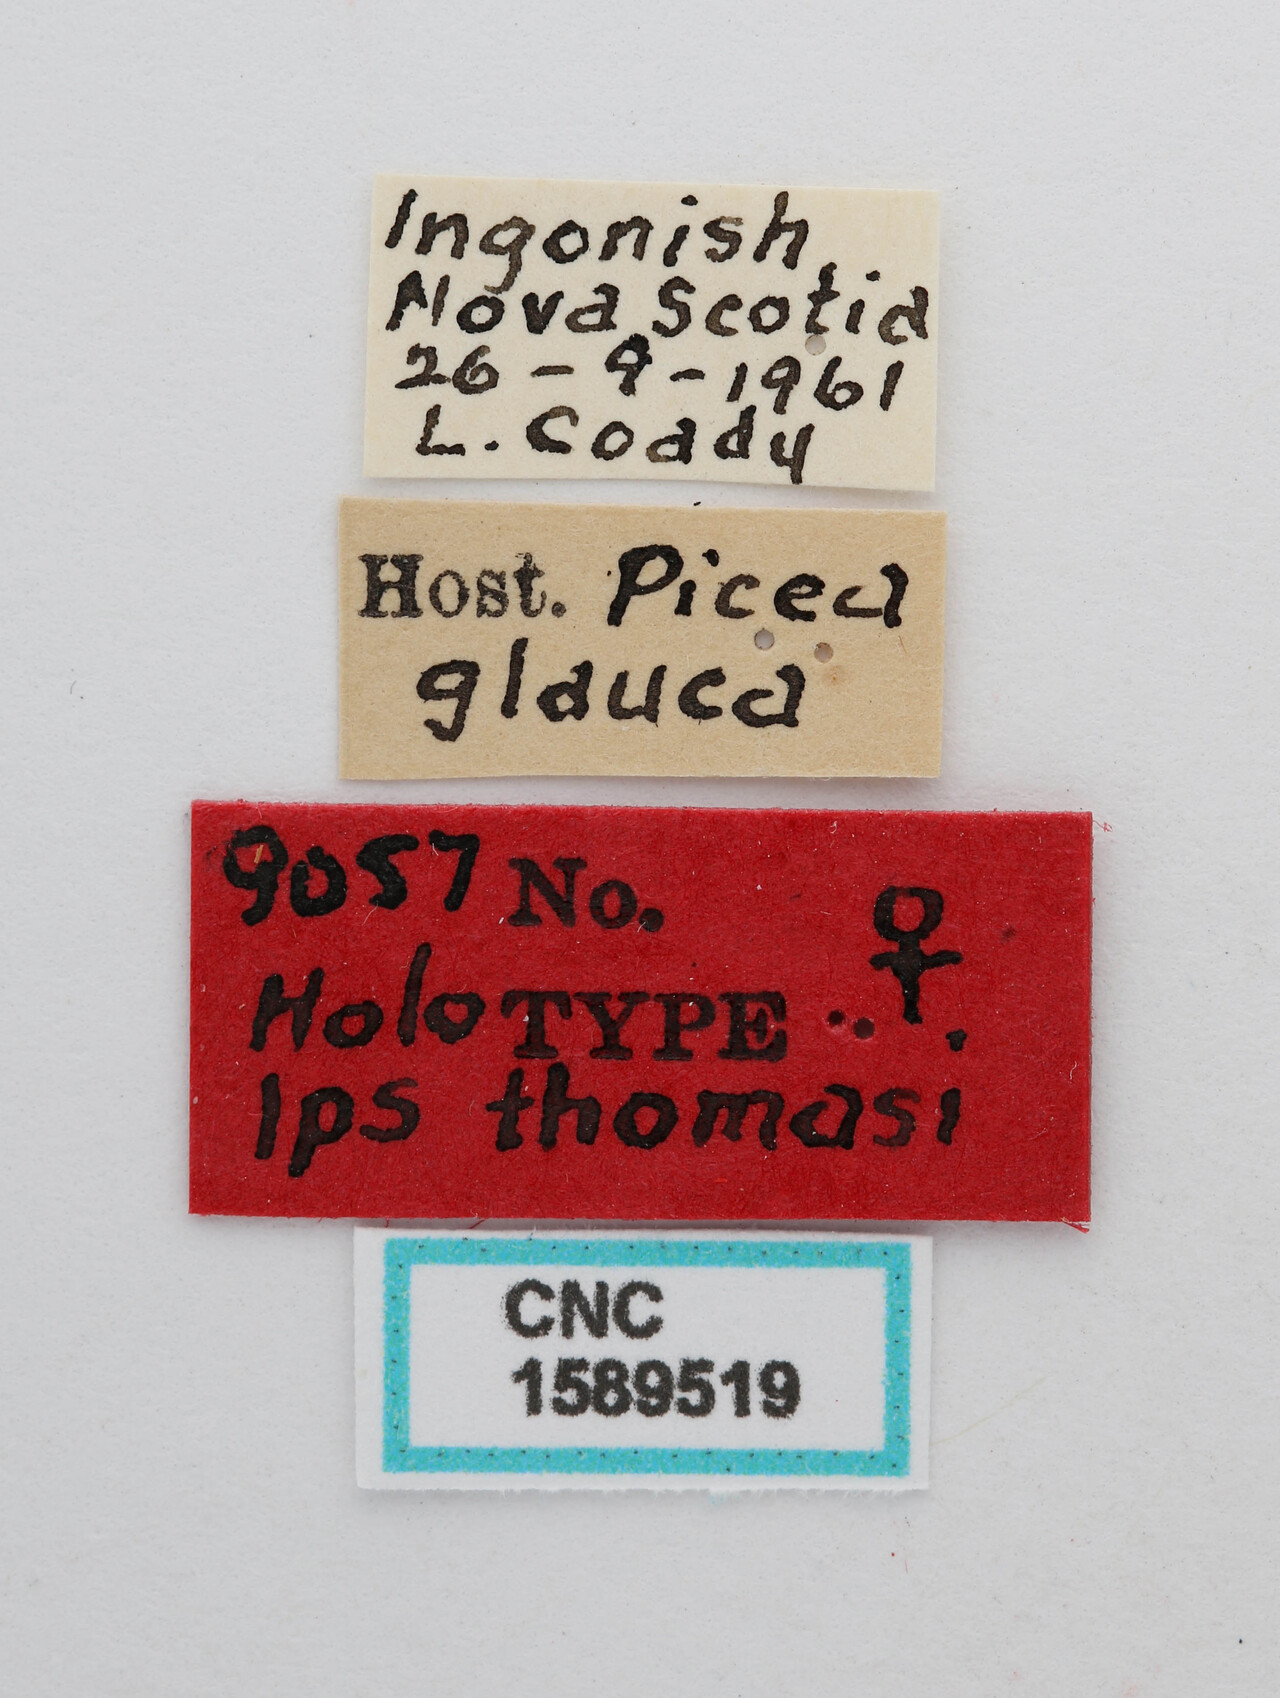 Ingonish,
Nova Scotia
26-9-1961
L. Coady
Host. Picea
glauca
9057 No. ♀
HoloTYPE .
Ips thomasi
CNC
1589519